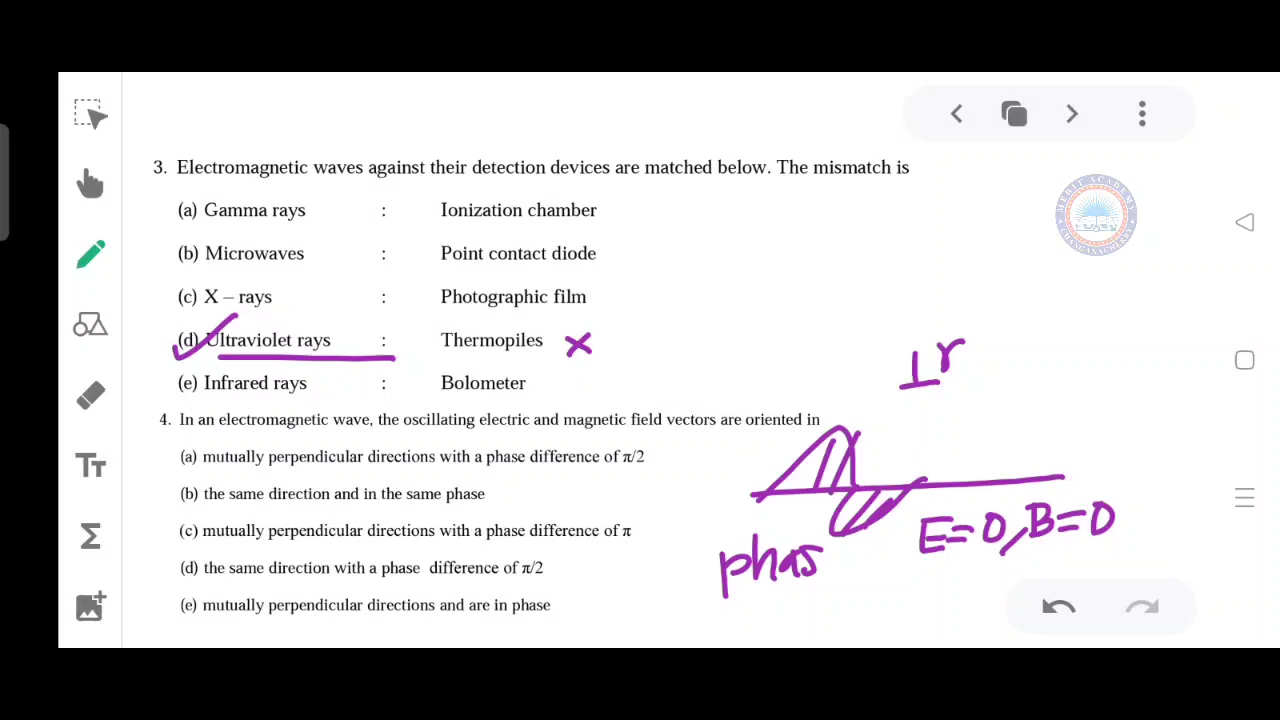 3. Electromagnetic waves against their detection devices are matched below. The mismatch is
(a) Gamma rays : Ionization chamber
(b) Microwaves : Point contact diode
(c) X – rays : Photographic film
(d) Ultraviolet rays : Thermopiles
(e) Infrared rays : Bolometer
4. In an electromagnetic wave, the oscillating electric and magnetic field vectors are oriented in
(a) mutually perpendicular directions with a phase difference of π/2
(b) the same direction and in the same phase
(c) mutually perpendicular directions with a phase difference of π
(d) the same direction with a phase difference of π/2
(e) mutually perpendicular directions and are in phase
⊥r
E=0, B=0
phas
MERIT ACADEMY
CHANGANACHERRY
Tт
Σ